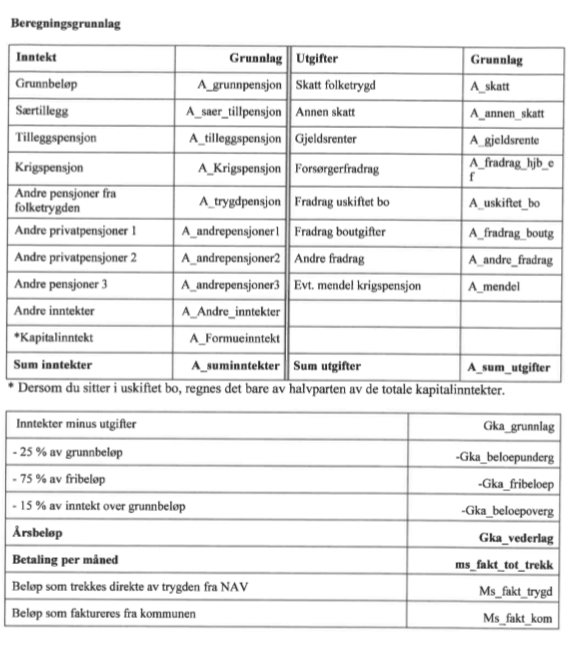 Beregningsgrunnlag
Inntekt Grunnlag Utgifter Grunnlag
Grunnbeløp A_grunnpensjon Skatt folketrygd A_skatt
Særtillegg A_saer_tillpensjon Annen skatt A_annen_skatt
Tilleggspensjon A_tilleggspensjon Gjeldsrenter A_gjeldsrente
Krigspensjon A_Krigspensjon Forsørgerfradrag A_fradrag_hjb_e
f
Andre pensjoner fra
folketrygden A_trygdpensjon Fradrag uskiftet bo A_uskiftet_bo
Andre privatpensjoner 1 A_andrepensjoner1 Fradrag boutgifter A_fradrag_boutg
Andre privatpensjoner 2 A_andrepensjoner2 Andre fradrag A_andre_fradrag
Andre pensjoner 3 A_andrepensjoner3 Evt. mendel krigspensjon A_mendel
Andre inntekter A_Andre_inntekter
*Kapitalinntekt A_Formueinntekt
Sum inntekter A_suminntekter Sum utgifter A_sum_utgifter
* Dersom du sitter i uskiftet bo, regnes det bare av halvparten av de totale kapitalinntekter.
Inntekter minus utgifter Gka_grunnlag
- 25 % av grunnbeløp -Gka_beloepunderg
- 75 % av fribeløp -Gka_fribeloep
- 15 % av inntekt over grunnbeløp -Gka_beloepoverg
Årsbeløp Gka_vederlag
Betaling per måned ms_fakt_tot_trekk
Beløp som trekkes direkte av trygden fra NAV Ms_fakt_trygd
Beløp som faktureres fra kommunen Ms_fakt_kom